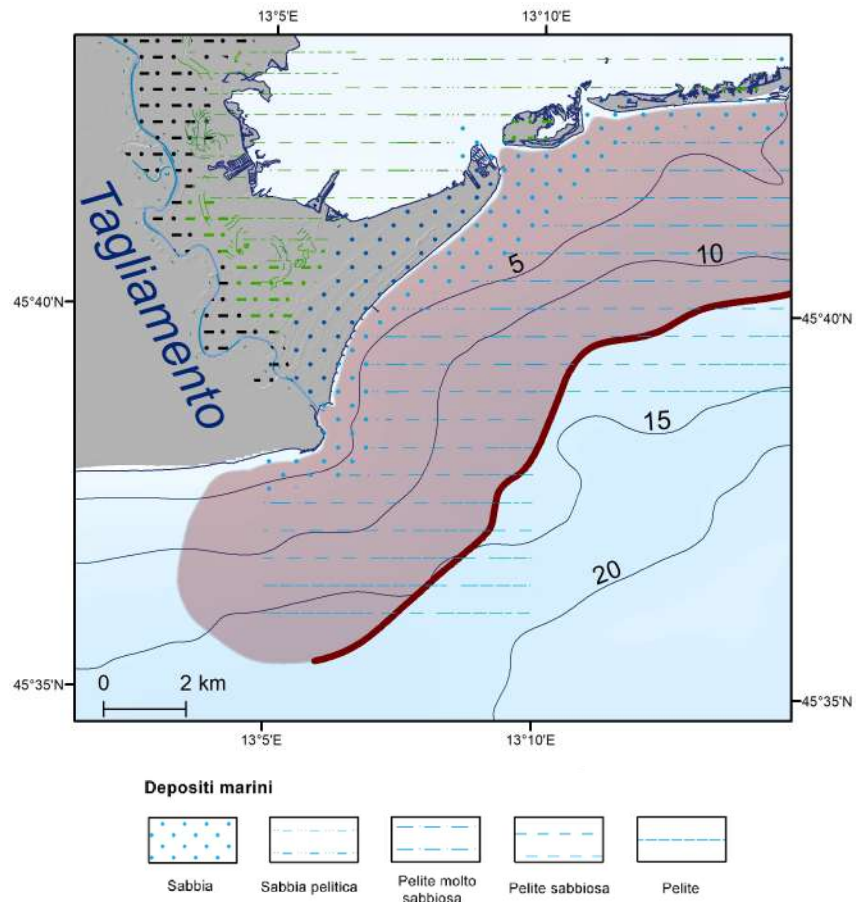 13°5'E
13°10'E
5
10
Tagliamento
45°40'
45°40'N
15
20
45°35'
0
2 km
45°35'N
13°5'E
13°10'E
Depositi marini
Sabbia
Sabbia pelitica
Pelite molto
sabbiosa
Pelite sabbiosa
Pelite